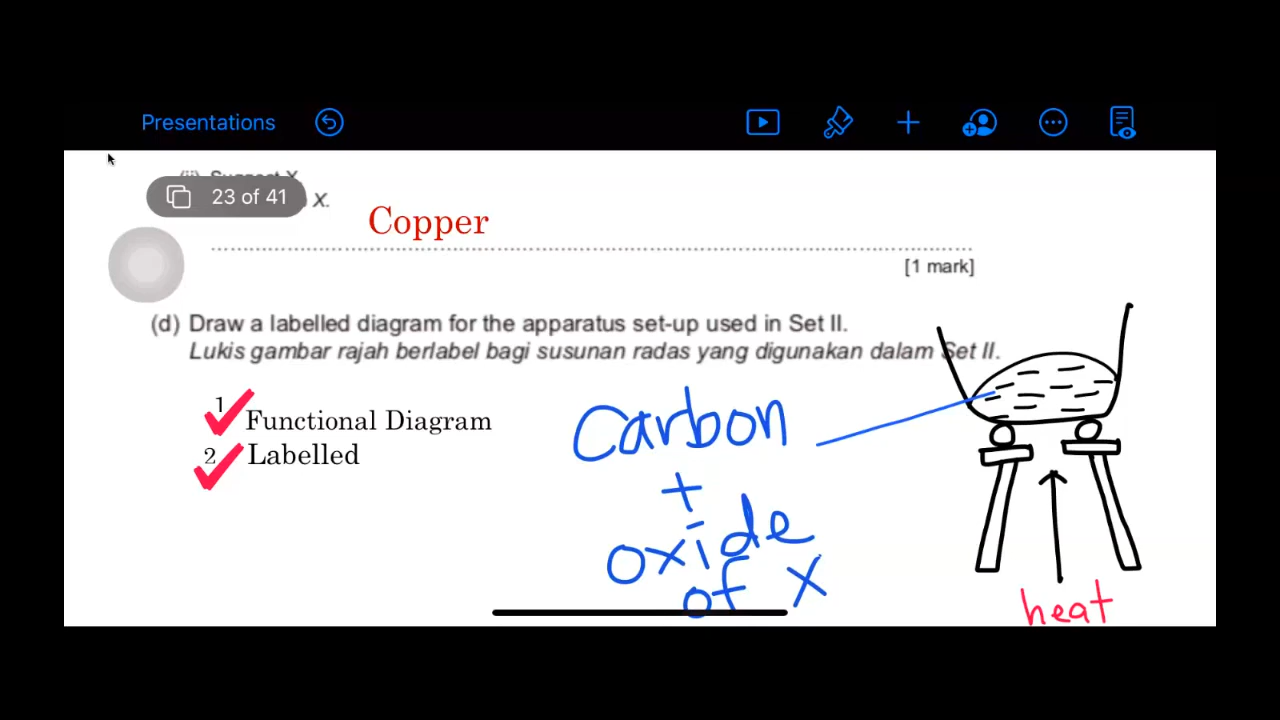 Presentations
23 of 41
X.
Copper
[1 mark]
(d) Draw a labelled diagram for the apparatus set-up used in Set II.
Lukis gambar rajah berlabel bagi susunan radas yang digunakan dalam Set II.
1 Functional Diagram
2 Labelled
Carbon
+
oxide
of X
heat